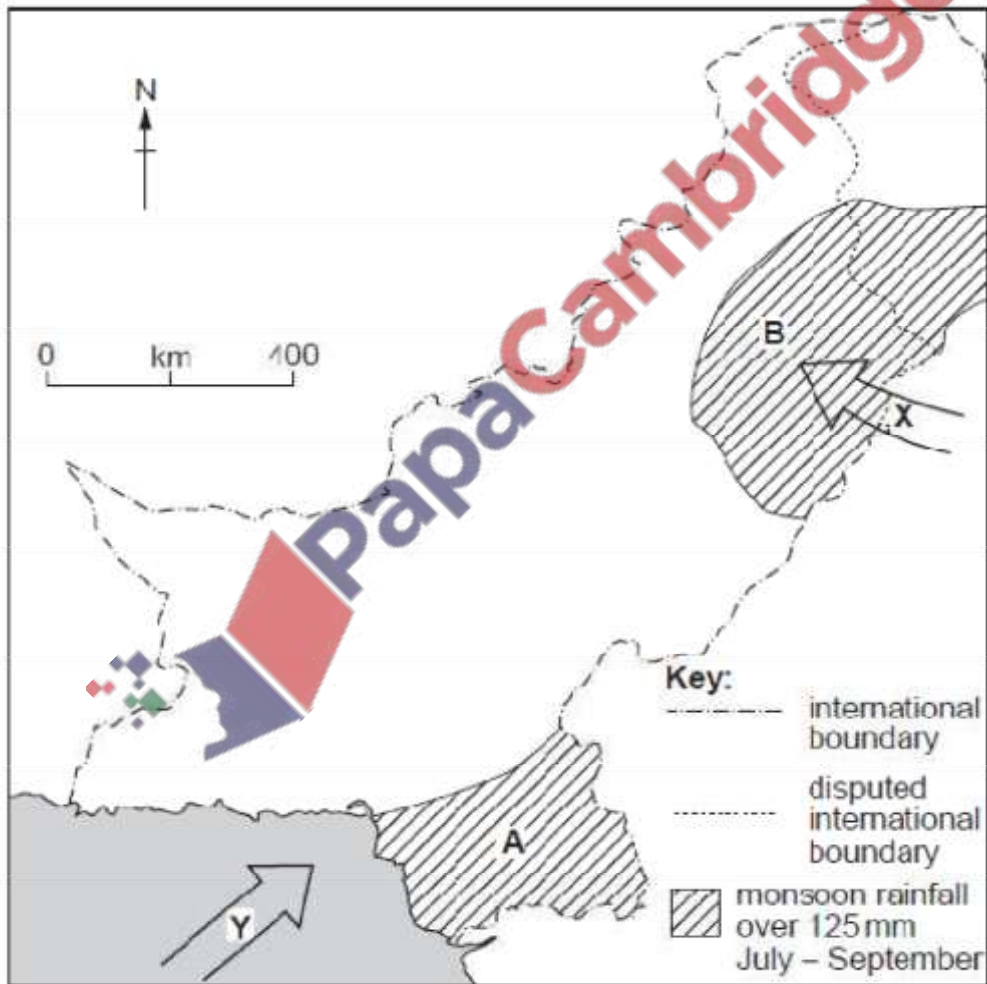 PapaCambridge
N
0 km 400
B
X
A
Y
Key:
international
boundary
disputed
international
boundary
monsoon rainfall
over 125 mm
July – September